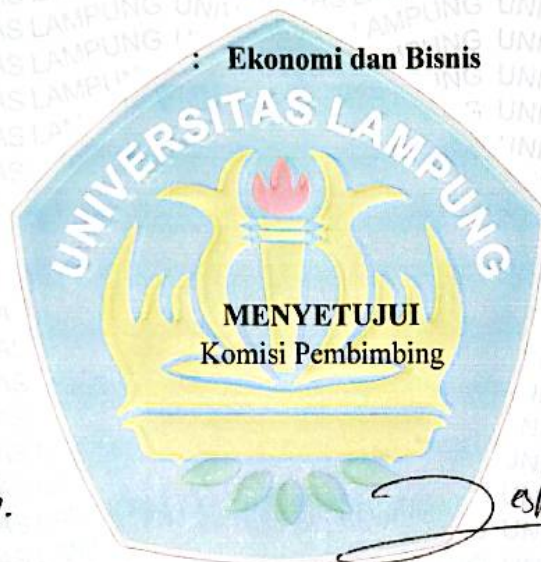 : Ekonomi dan Bisnis
UNIVERSITAS LAMPUNG
MENYETUJUI
Komisi Pembimbing